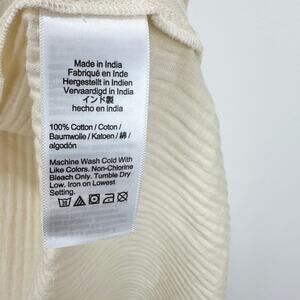 Made in India
Fabriqué en Inde
Hergestellt in Indien
Vervaardigd in India
インド製
hecho en india
100% Cotton / Coton /
Baumwolle / Katoen / 綿 /
algodón
Machine Wash Cold With
Like Colors. Non-Chlorine
Bleach Only. Tumble Dry
Low. Iron on Lowest
Setting.